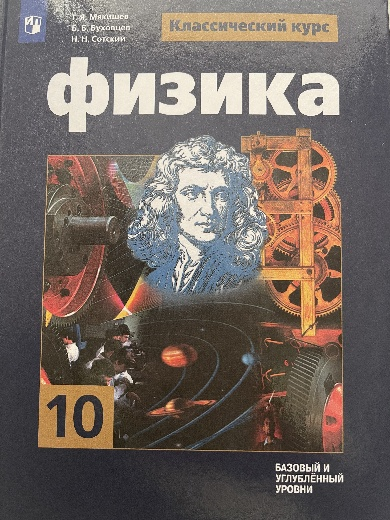 Г. Я. Мякишев
Б. Б. Буховцев
Н. Н. Сотский
Классический курс
физика
10
БАЗОВЫЙ И
УГЛУБЛЁННЫЙ
УРОВНИ